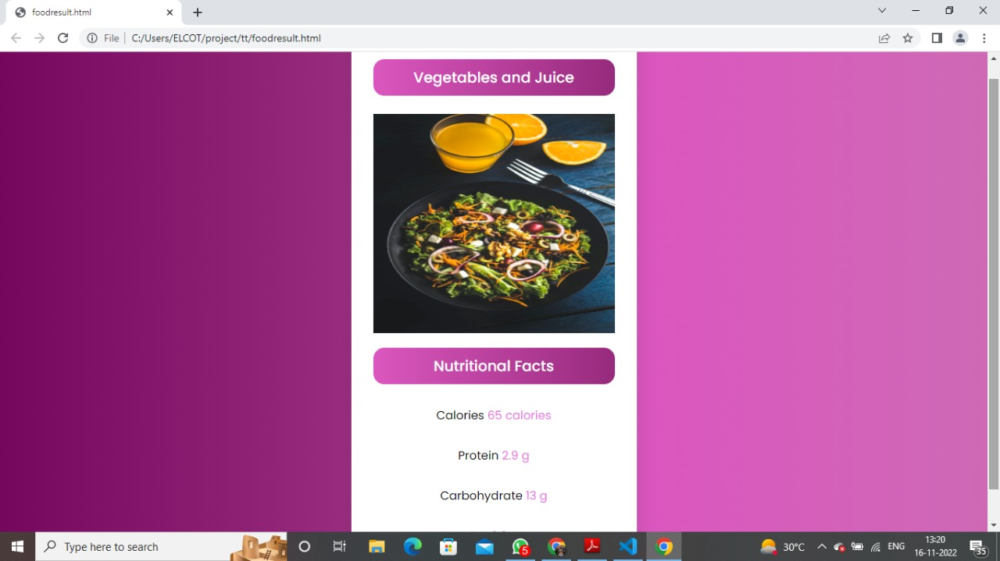 foodresult.html
File
C:/Users/ELCOT/project/tt/foodresult.html
Vegetables and Juice
Nutritional Facts
Calories 65 calories
Protein 2.9 g
Carbohydrate 13 g
Type here to search
5
30°C
ENG
13:20
16-11-2022
35